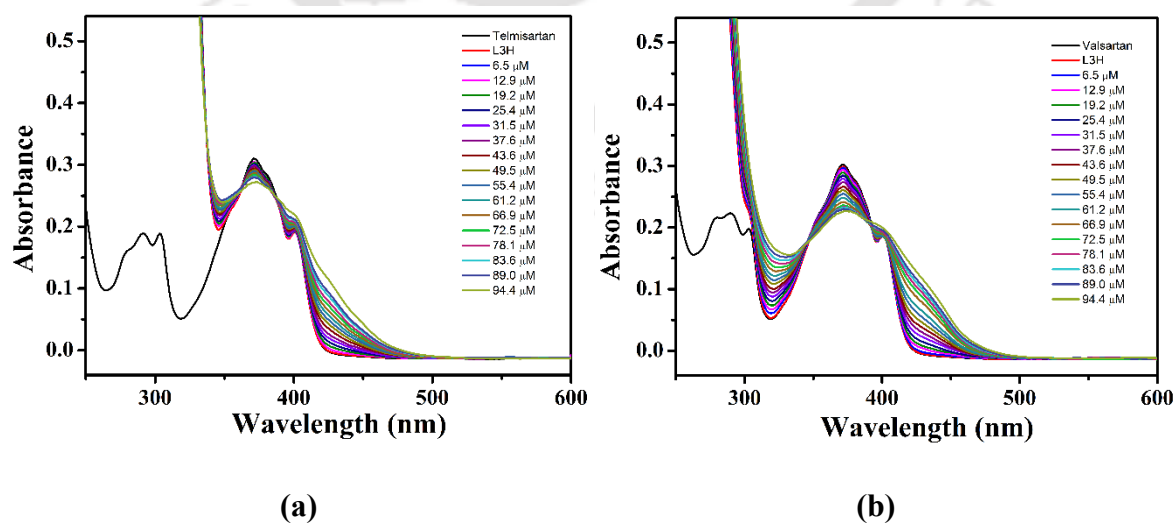 0.5
0.4
0.3
0.2
0.1
0.0
Absorbance
300
400
500
600
Wavelength (nm)
Telmisartan
L3H
6.5 µM
12.9 µM
19.2 µM
25.4 µM
31.5 µM
37.6 µM
43.6 µM
49.5 µM
55.4 µM
61.2 µM
66.9 µM
72.5 µM
78.1 µM
83.6 µM
89.0 µM
94.4 µM
(a)
0.5
0.4
0.3
0.2
0.1
0.0
Absorbance
300
400
500
600
Wavelength (nm)
Valsartan
L3H
6.5 µM
12.9 µM
19.2 µM
25.4 µM
31.5 µM
37.6 µM
43.6 µM
49.5 µM
55.4 µM
61.2 µM
66.9 µM
72.5 µM
78.1 µM
83.6 µM
89.0 µM
94.4 µM
(b)